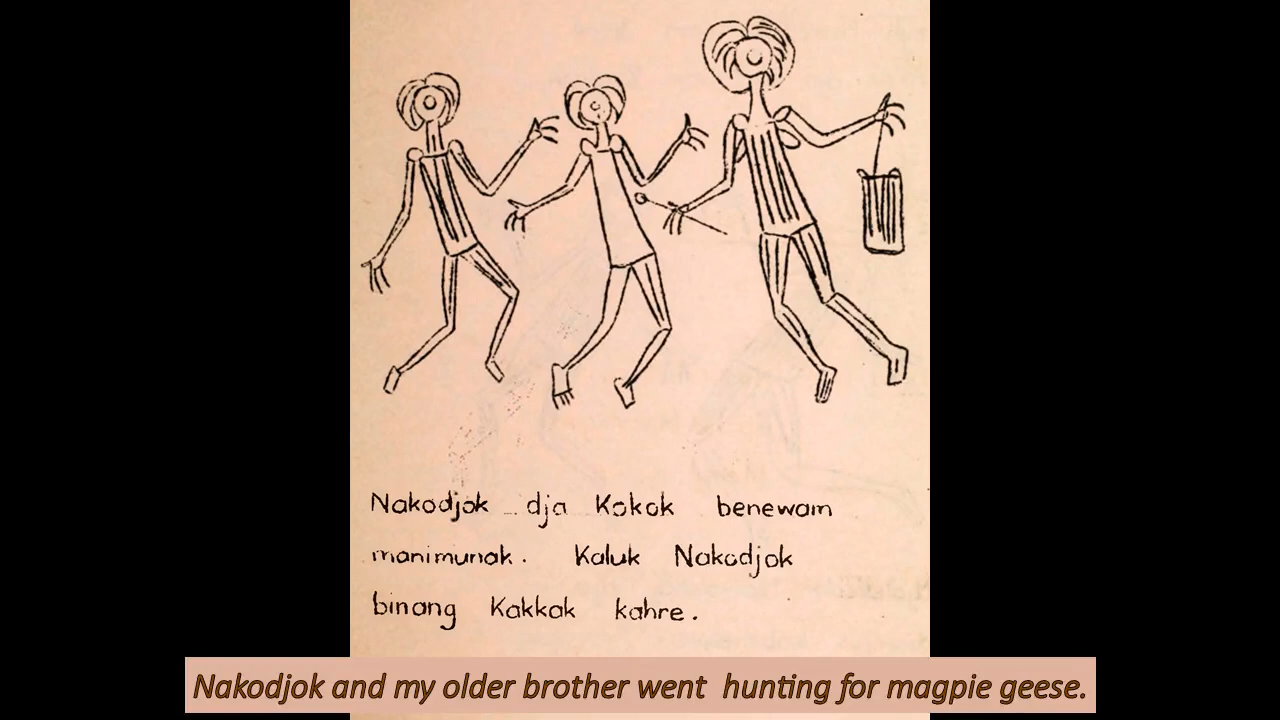 Nakodjok dja Kokok benewam
manimunak. Kaluk Nakodjok
binang Kakkak kahre.
Nakodjok and my older brother went hunting for magpie geese.